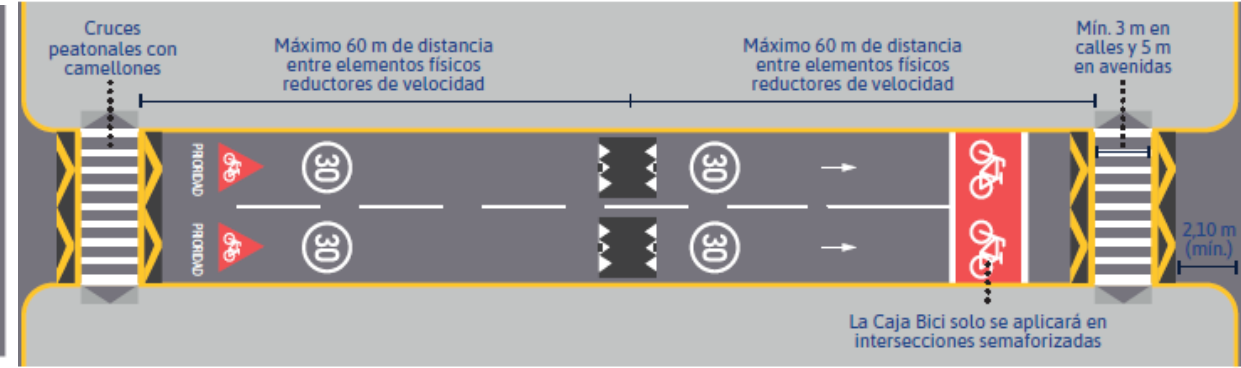 Cruces
peatonales con
camellones
Máximo 60 m de distancia
entre elementos físicos
reductores de velocidad
Máximo 60 m de distancia
entre elementos físicos
reductores de velocidad
Mín. 3 m en
calles y 5 m
en avenidas
PRIORIDAD
30
30
PRIORIDAD
30
30
2,10 m
(mín.)
La Caja Bici solo se aplicará en
intersecciones semaforizadas